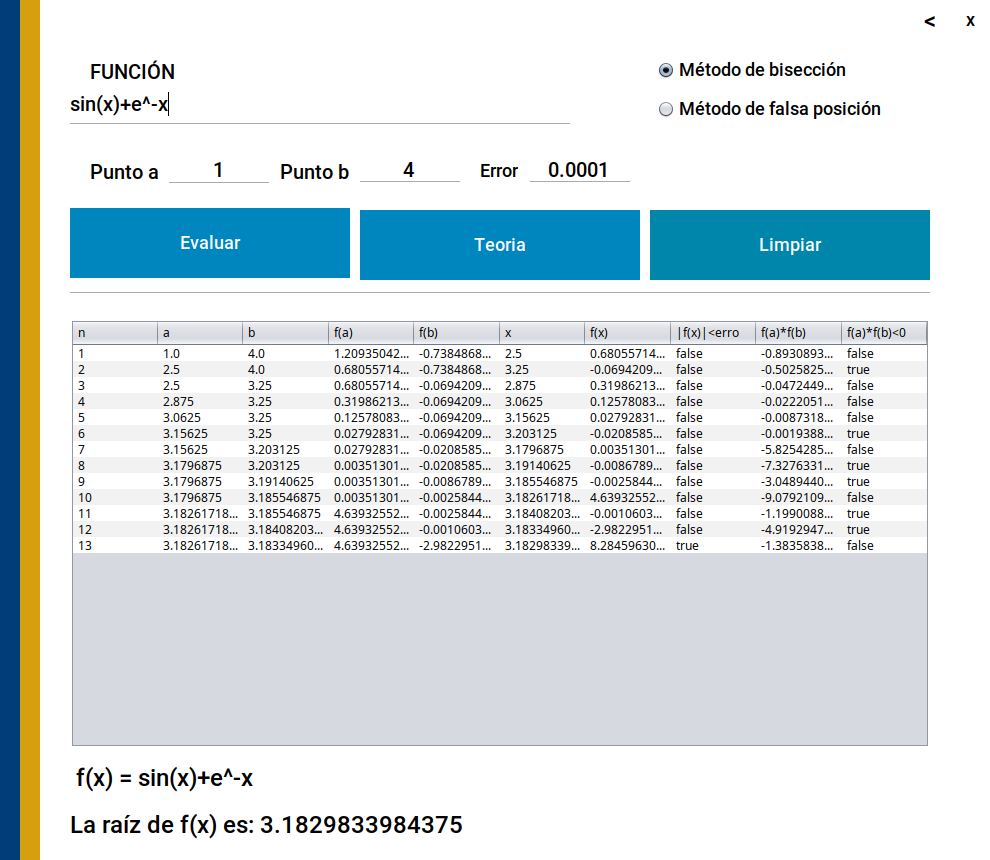 < x
FUNCIÓN
sin(x)+e^-x
Método de bisección
Método de falsa posición
Punto a 1 Punto b 4 Error 0.0001
Evaluar Teoria Limpiar
n a b f(a) f(b) x f(x) |f(x)|<erro f(a)*f(b) f(a)*f(b)<0
1 1.0 4.0 1.20935042... -0.7384868... 2.5 0.68055714... false -0.8930893... false
2 2.5 4.0 0.68055714... -0.7384868... 3.25 -0.0694209... false -0.5025825... true
3 2.5 3.25 0.68055714... -0.0694209... 2.875 0.31986213... false -0.0472449... false
4 2.875 3.25 0.31986213... -0.0694209... 3.0625 0.12578083... false -0.0222051... false
5 3.0625 3.25 0.12578083... -0.0694209... 3.15625 0.02792831... false -0.0087318... false
6 3.15625 3.25 0.02792831... -0.0694209... 3.203125 -0.0208585... false -0.0019388... true
7 3.15625 3.203125 0.02792831... -0.0208585... 3.1796875 0.00351301... false -5.8254285... false
8 3.1796875 3.203125 0.00351301... -0.0208585... 3.19140625 -0.0086789... false -7.3276331... true
9 3.1796875 3.19140625 0.00351301... -0.0086789... 3.185546875 -0.0025844... false -3.0489440... true
10 3.1796875 3.185546875 0.00351301... -0.0025844... 3.18261718... 4.63932552... false -9.0792109... false
11 3.18261718... 3.185546875 4.63932552... -0.0025844... 3.18408203... -0.0010603... false -1.1990088... true
12 3.18261718... 3.18408203... 4.63932552... -0.0010603... 3.18334960... -2.9822951... false -4.9192947... true
13 3.18261718... 3.18334960... 4.63932552... -2.9822951... 3.18298339... 8.28459630... true -1.3835838... false
f(x) = sin(x)+e^-x
La raíz de f(x) es: 3.1829833984375